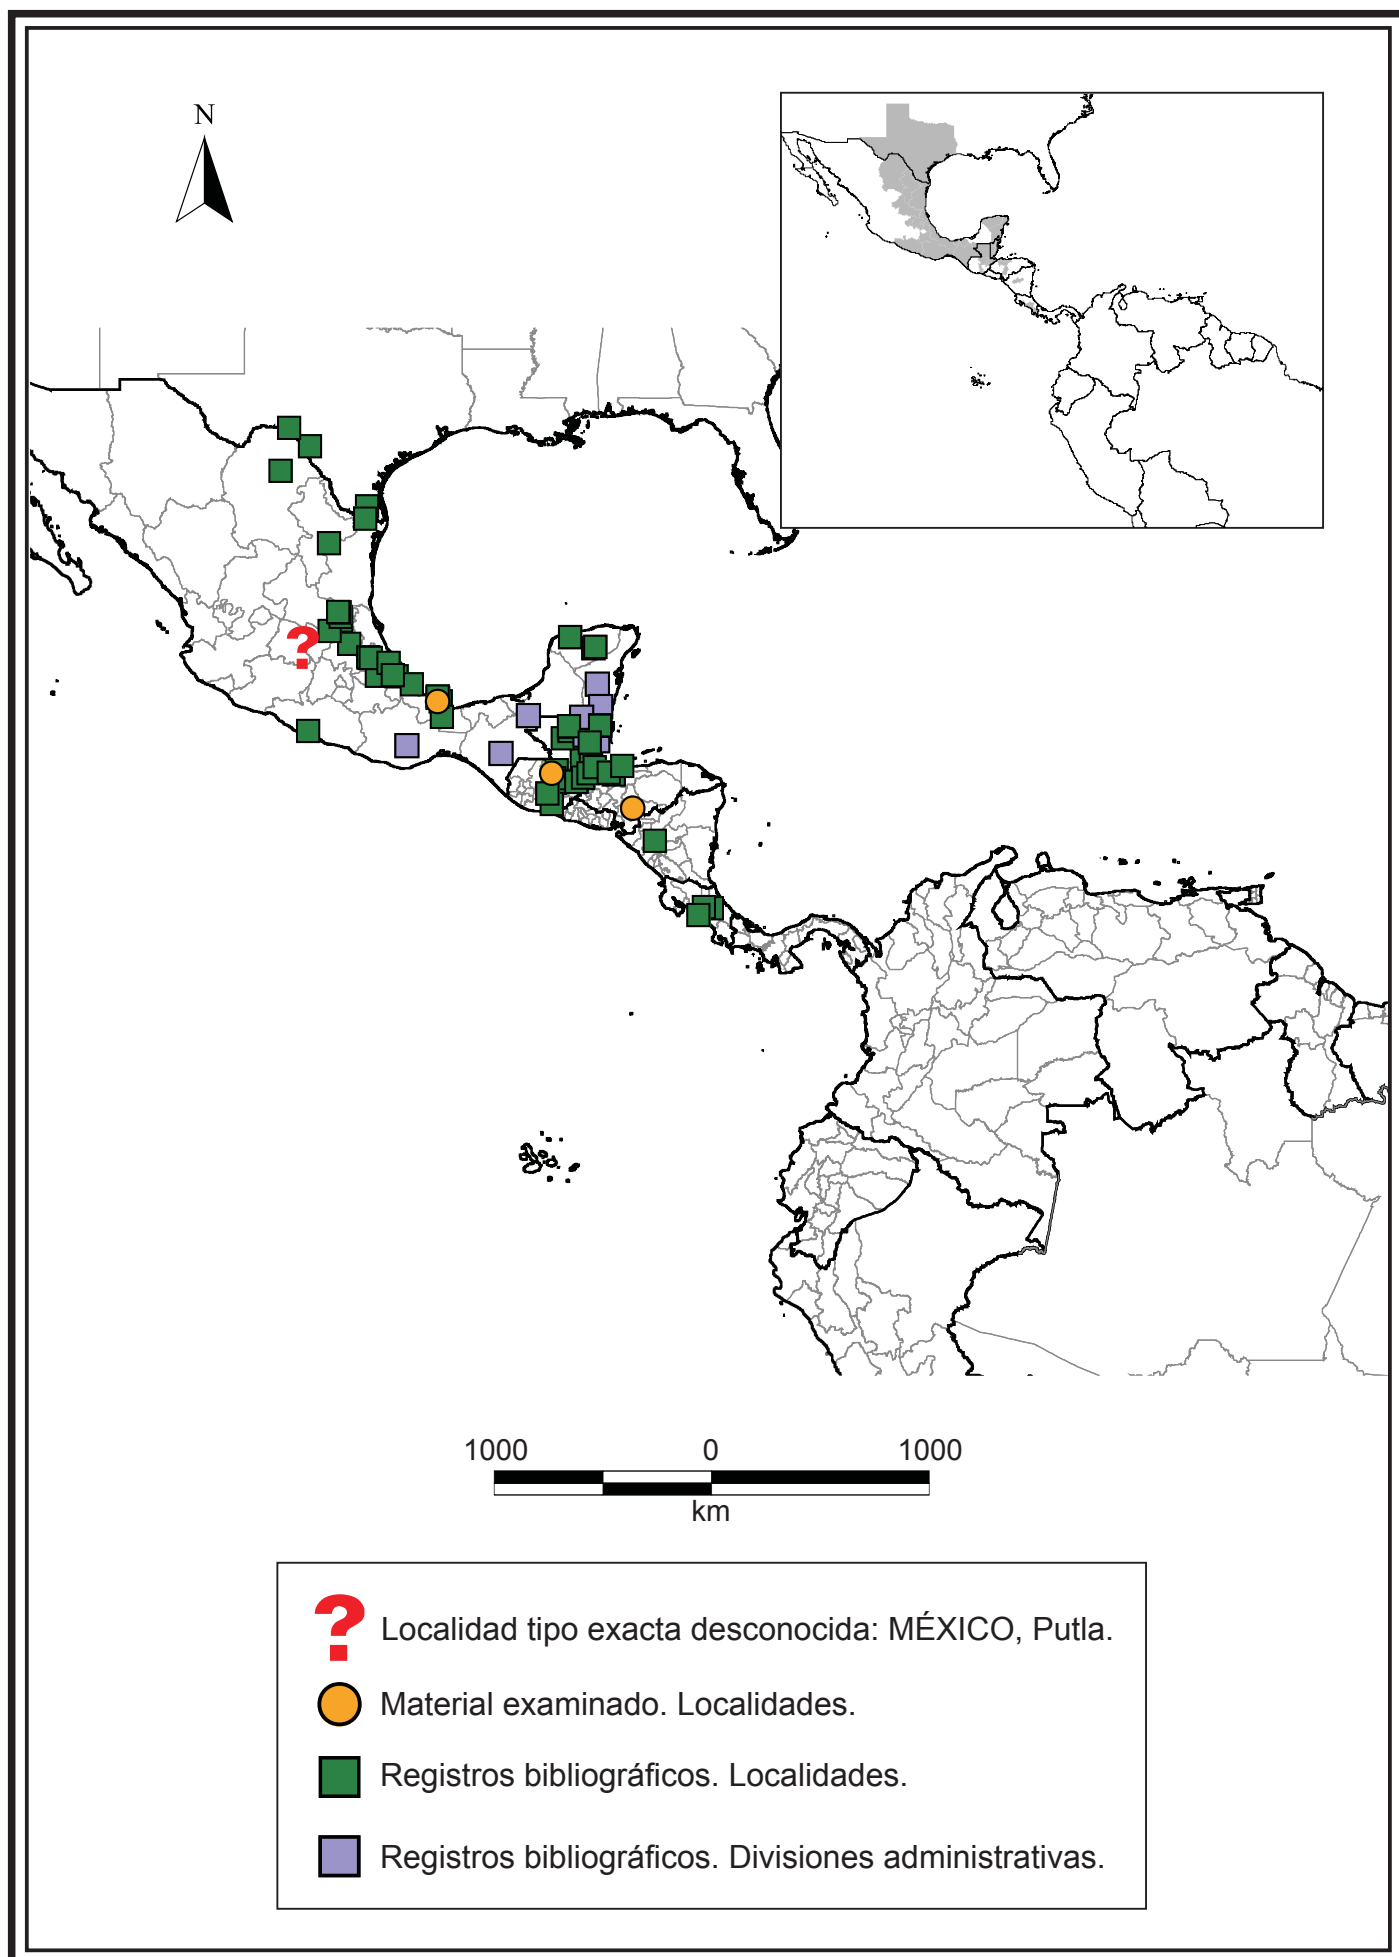 N
1000 0 1000
km
? Localidad tipo exacta desconocida: MÉXICO, Putla.
Material examinado. Localidades.
Registros bibliográficos. Localidades.
Registros bibliográficos. Divisiones administrativas.
?